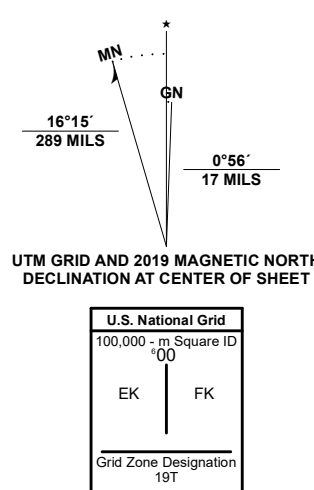 MN
GN
16°15´
289 MILS
0°56´
17 MILS
UTM GRID AND 2019 MAGNETIC NORTH
DECLINATION AT CENTER OF SHEET
U.S. National Grid
100,000 - m Square ID
⁶00
EK FK
Grid Zone Designation
19T